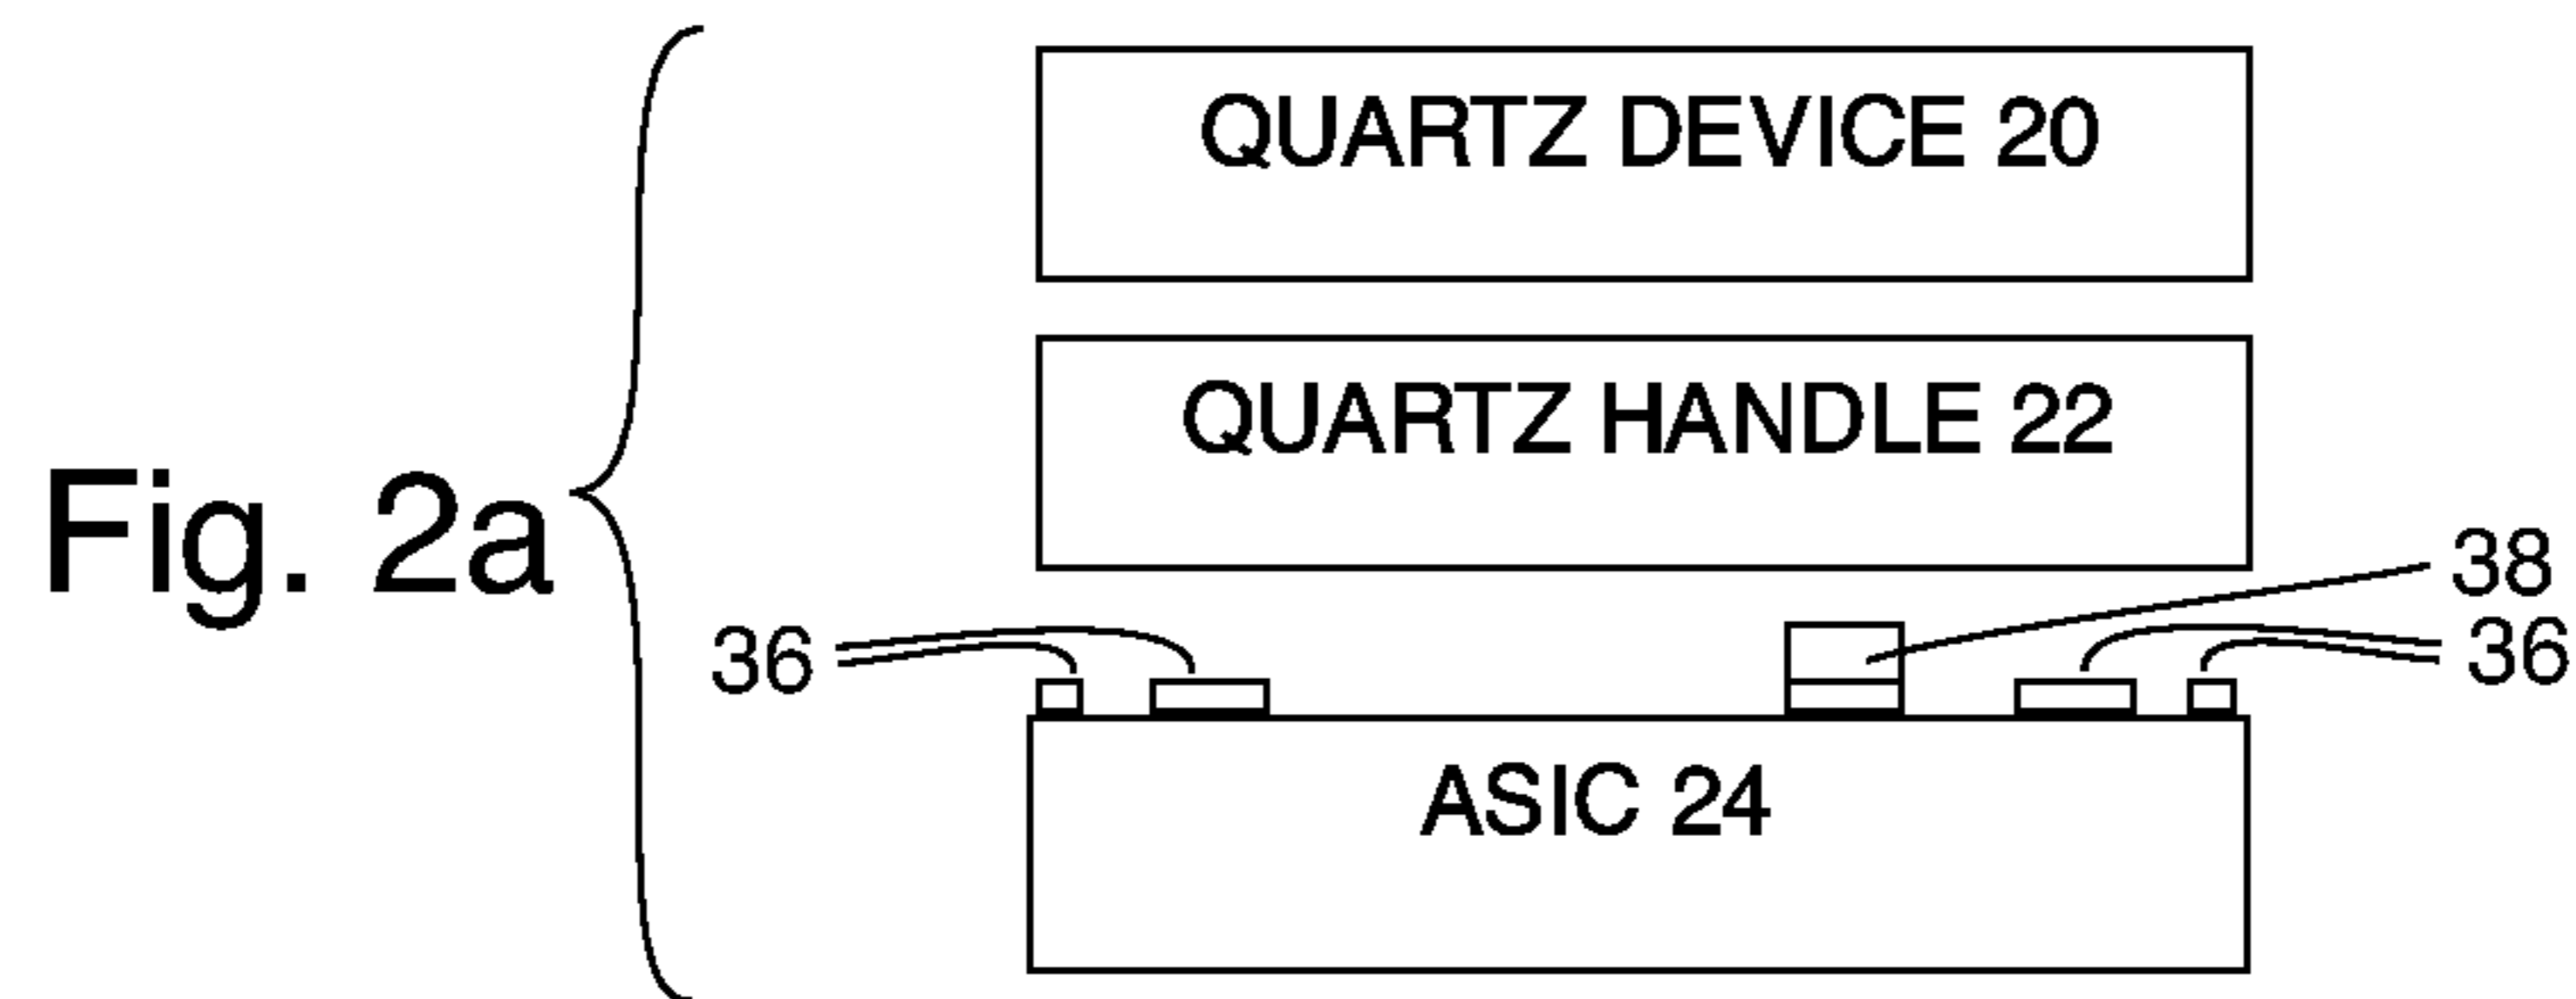 QUARTZ DEVICE 20
QUARTZ HANDLE 22
Fig. 2a
38
36
36
ASIC 24